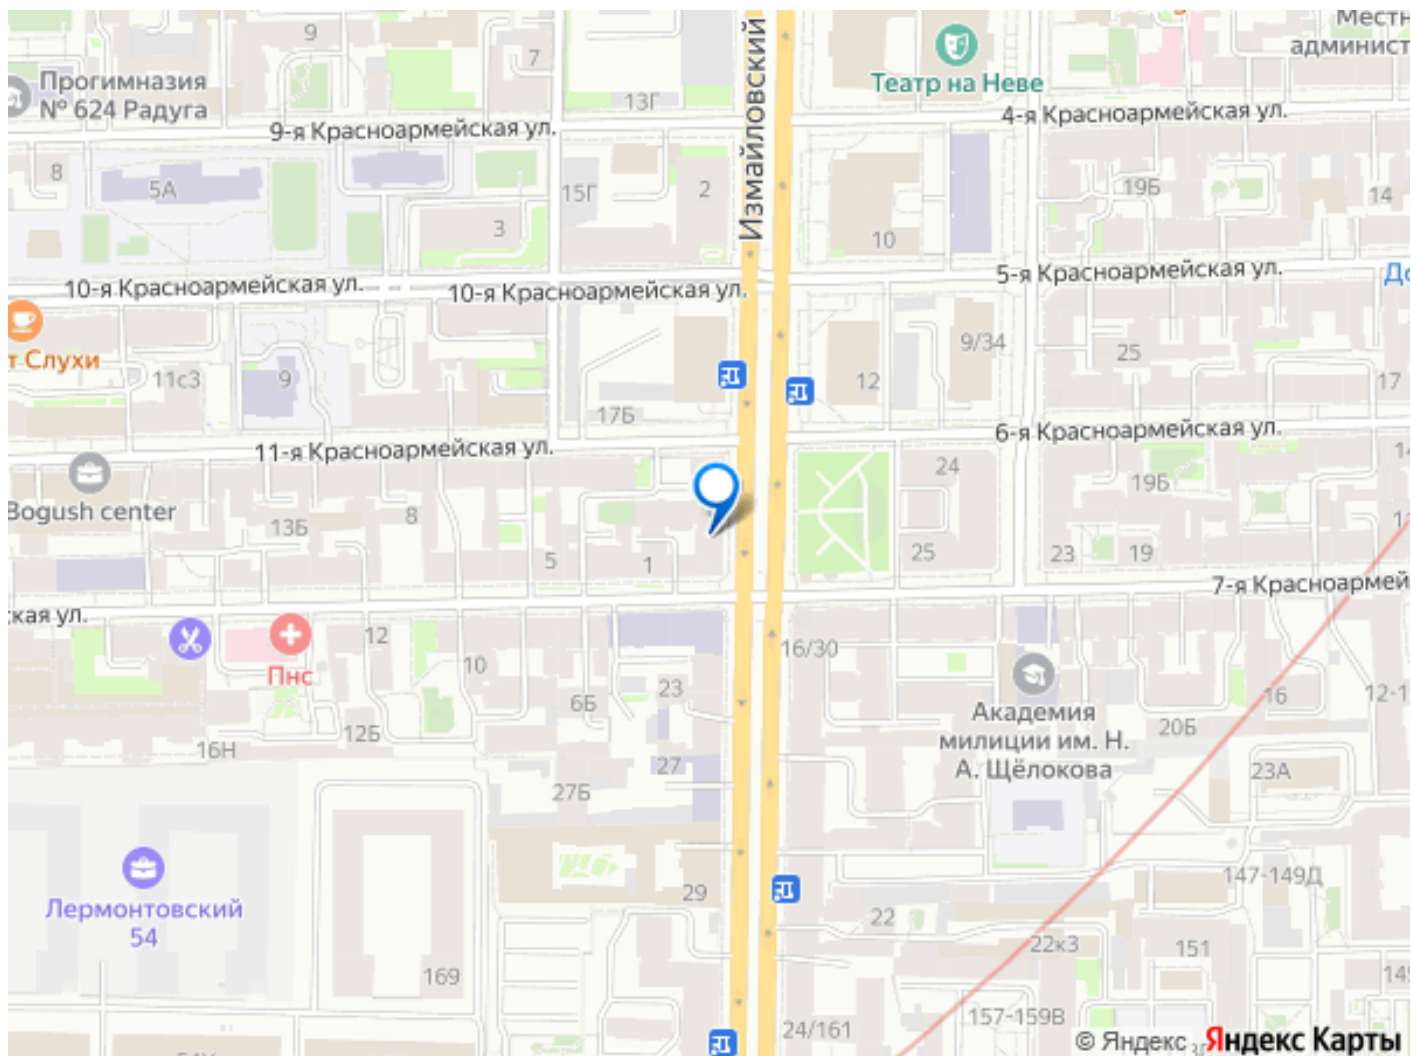 Измайловский
Местн
админист
9
7
Театр на Неве
Прогимназия
№ 624 Радуга
13Г
4-я Красноармейская ул.
9-я Красноармейская ул.
8
5А
15Г
2
19Б
14
3
10
10-я Красноармейская ул.
10-я Красноармейская ул.
5-я Красноармейская ул.
До
т Слухи
9/34
25
11с3
9
12
17
17Б
6-я Красноармейская ул.
11-я Красноармейская ул.
24
14
19Б
Bogush center
13Б
8
5
1
25
23
19
11
7-я Красноармей
ская ул.
12
16/30
Пнс
10
23
6Б
16
12-1
Академия
милиции им. Н.
А. Щёлокова
20Б
12Б
16Н
27
23А
27Б
147-149Д
29
Лермонтовский
54
22
22к3
151
169
145
157-159В
24/161
© Яндекс
Яндекс Карты